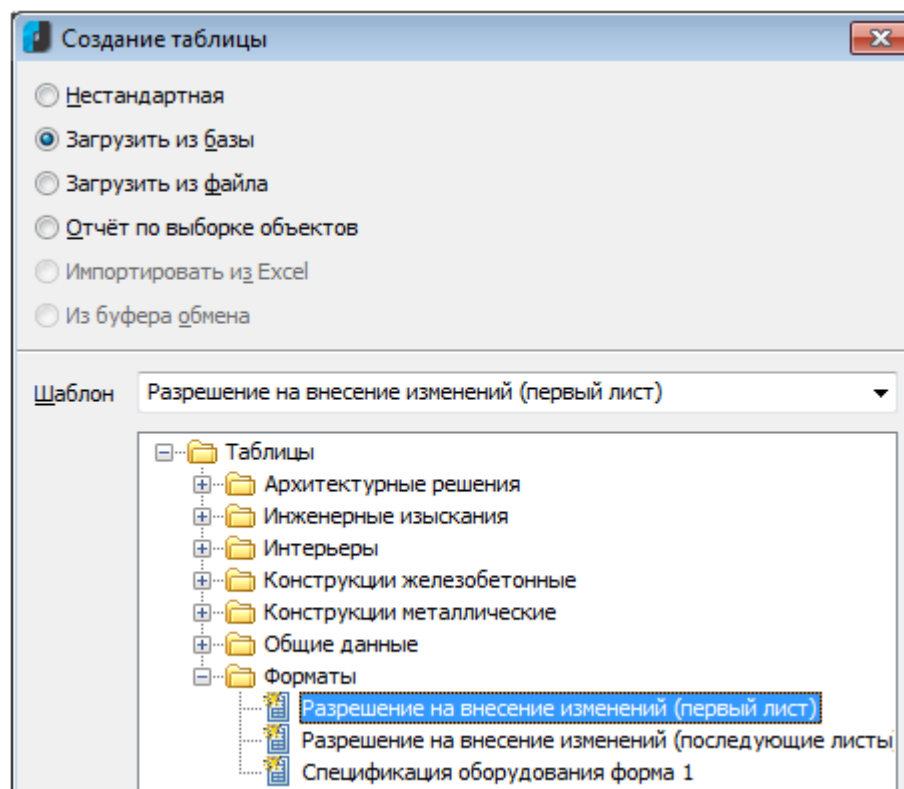 Создание таблицы
Нестандартная
Загрузить из базы
Загрузить из файла
Отчёт по выборке объектов
Импортировать из Excel
Из буфера обмена
Шаблон Разрешение на внесение изменений (первый лист)
Таблицы
Архитектурные решения
Инженерные изыскания
Интерьеры
Конструкции железобетонные
Конструкции металлические
Общие данные
Форматы
Разрешение на внесение изменений (первый лист)
Разрешение на внесение изменений (последующие листы
Спецификация оборудования форма 1